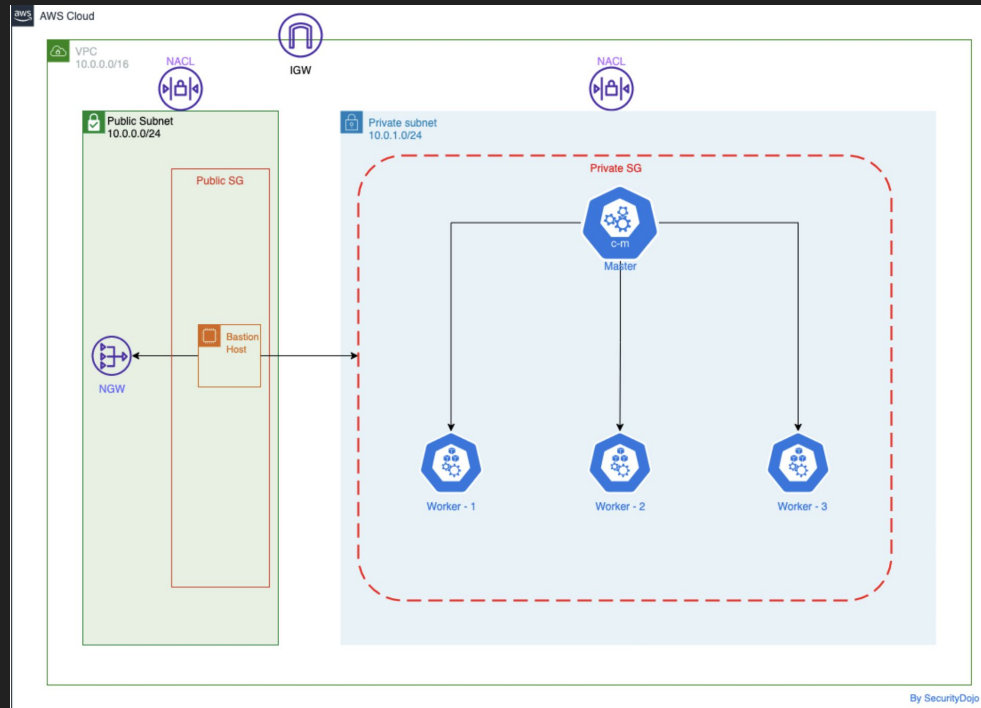 aws
AWS Cloud
VPC
10.0.0.0/16
NACL
IGW
NACL
Public Subnet
10.0.0.0/24
Private subnet
10.0.1.0/24
Public SG
Private SG
c-m
Master
Bastion
Host
NGW
Worker - 1
Worker - 2
Worker - 3
By SecurityDojo